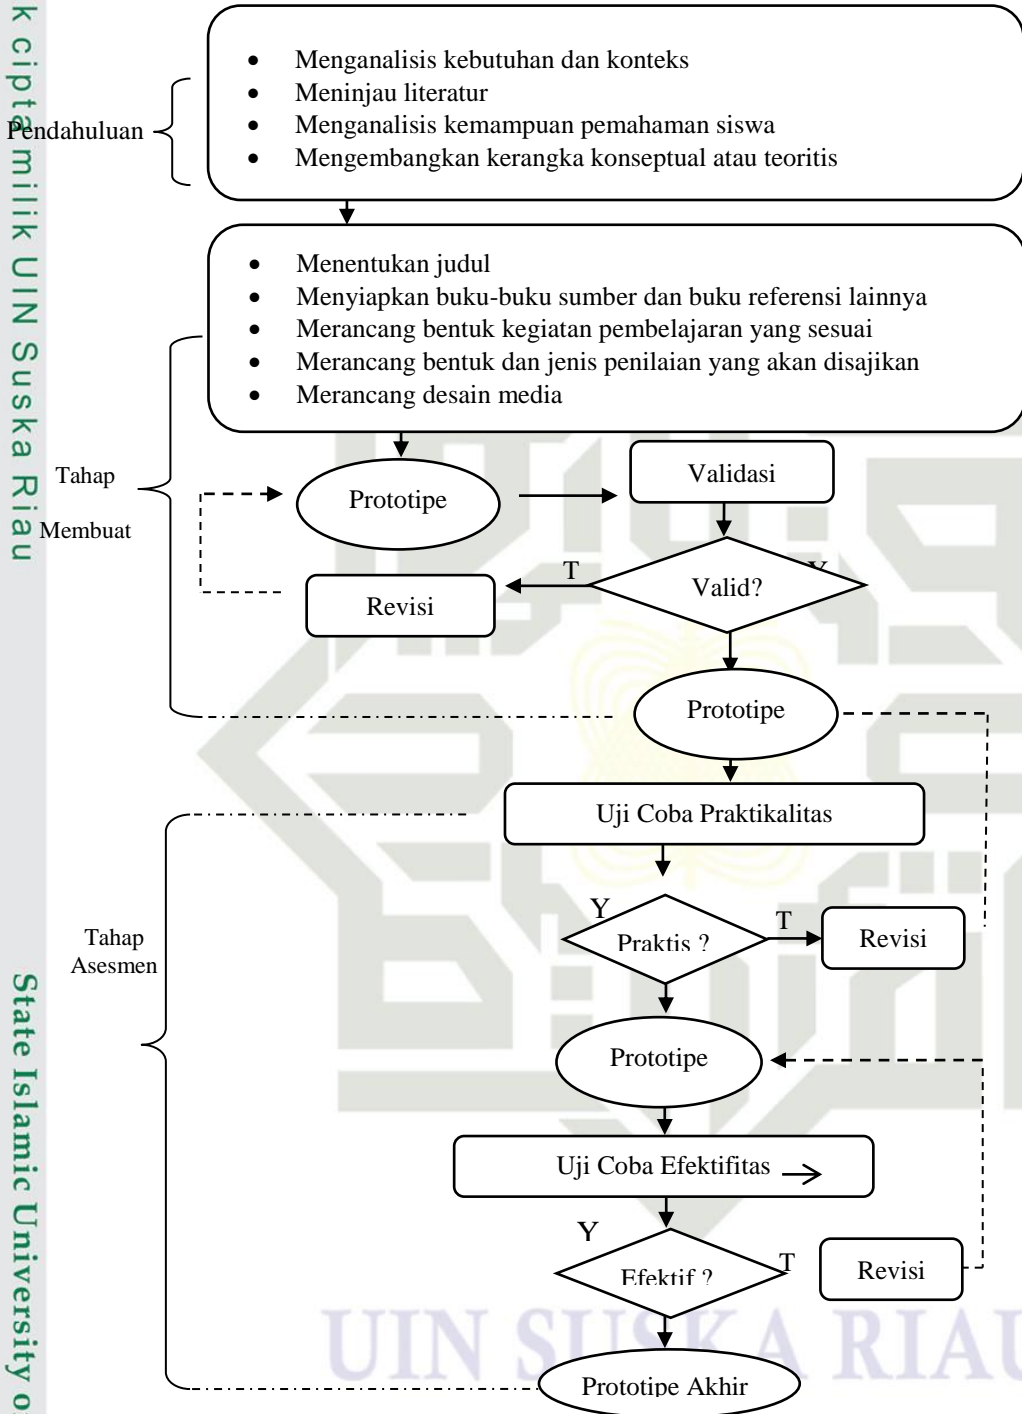 k cipta milik UIN Suska Riau
State Islamic University o
Pendahuluan
• Menganalisis kebutuhan dan konteks
• Meninjau literatur
• Menganalisis kemampuan pemahaman siswa
• Mengembangkan kerangka konseptual atau teoritis
• Menentukan judul
• Menyiapkan buku-buku sumber dan buku referensi lainnya
• Merancang bentuk kegiatan pembelajaran yang sesuai
• Merancang bentuk dan jenis penilaian yang akan disajikan
• Merancang desain media
Tahap
Membuat
Prototipe
Validasi
T
Y
Valid?
Revisi
Prototipe
Uji Coba Praktikalitas
Tahap
Asesmen
Y
Praktis ?
T
Revisi
Prototipe
Uji Coba Efektifitas
Y
Efektif ?
T
Revisi
Prototipe Akhir
UIN SUSKA RIAU